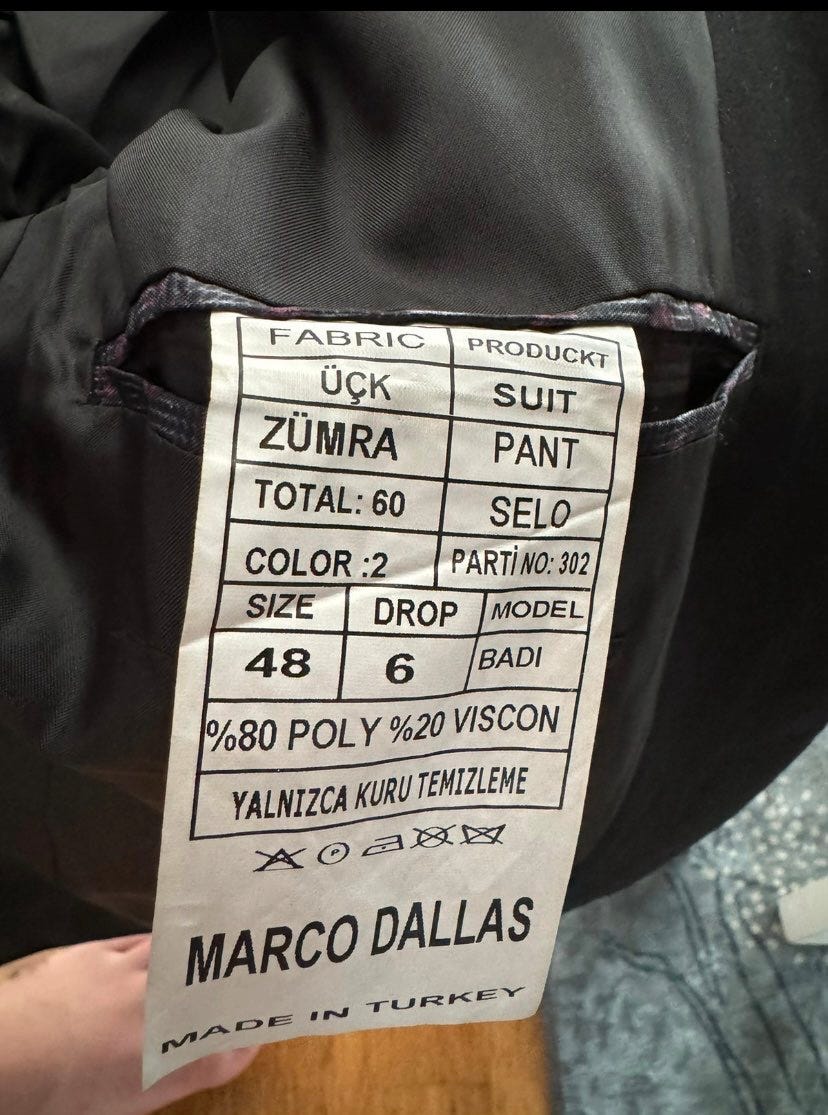 FABRIC PRODUCKT
ÜÇK SUIT
ZÜMRA PANT
TOTAL: 60 SELO
COLOR :2 PARTİ NO: 302
SIZE DROP MODEL
48 6 BADI
%80 POLY %20 VISCON
YALNIZCA KURU TEMIZLEME
P
MARCO DALLAS
MADE IN TURKEY